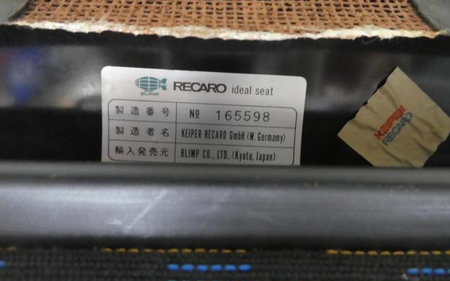 BLIMP RECARO ideal seat
製造番号 № 165598
製造者名 KEIPER RECARO GmbH (W. Germany)
輸入発売元 BLIMP CO., LTD. (Kyoto, Japan)
KEIPER
RECARO